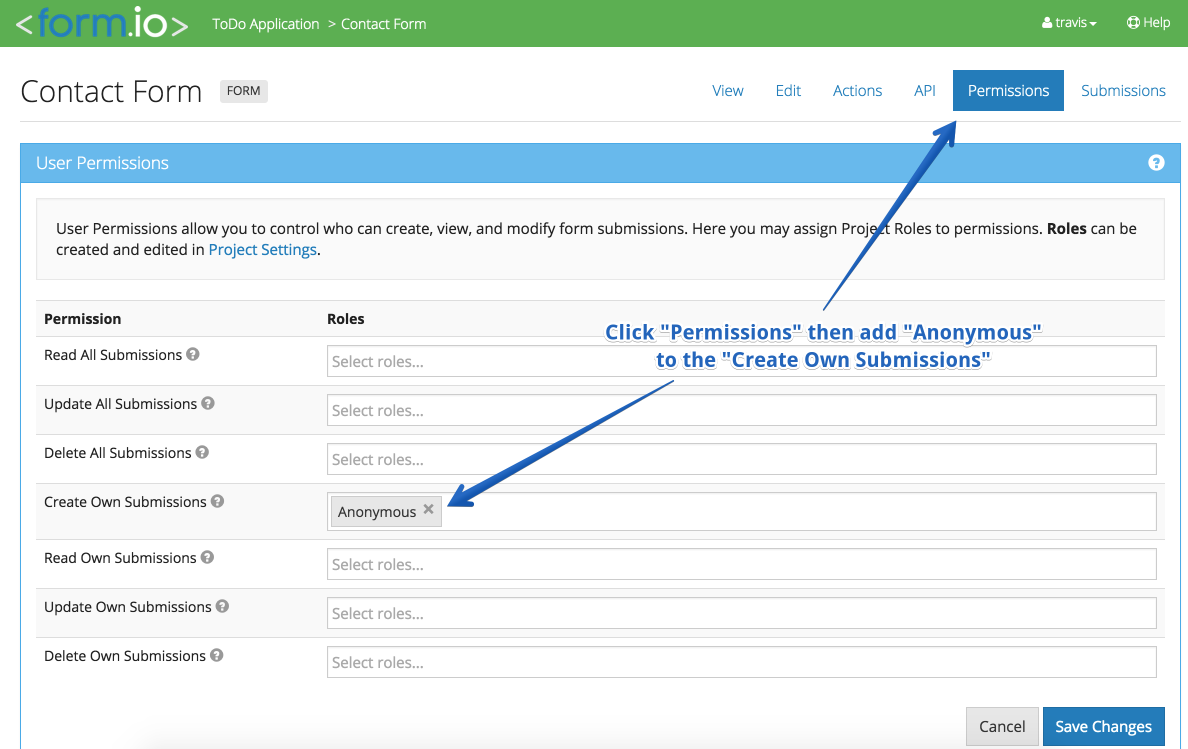 <form.io> ToDo Application > Contact Form travis Help
Contact Form FORM View Edit Actions API Permissions Submissions
User Permissions ?
User Permissions allow you to control who can create, view, and modify form submissions. Here you may assign Project Roles to permissions. Roles can be
created and edited in Project Settings.
Permission Roles
Click "Permissions" then add "Anonymous"
to the "Create Own Submissions"
Read All Submissions ? Select roles...
Update All Submissions ? Select roles...
Delete All Submissions ? Select roles...
Create Own Submissions ? Anonymous ×
Read Own Submissions ? Select roles...
Update Own Submissions ? Select roles...
Delete Own Submissions ? Select roles...
Cancel Save Changes